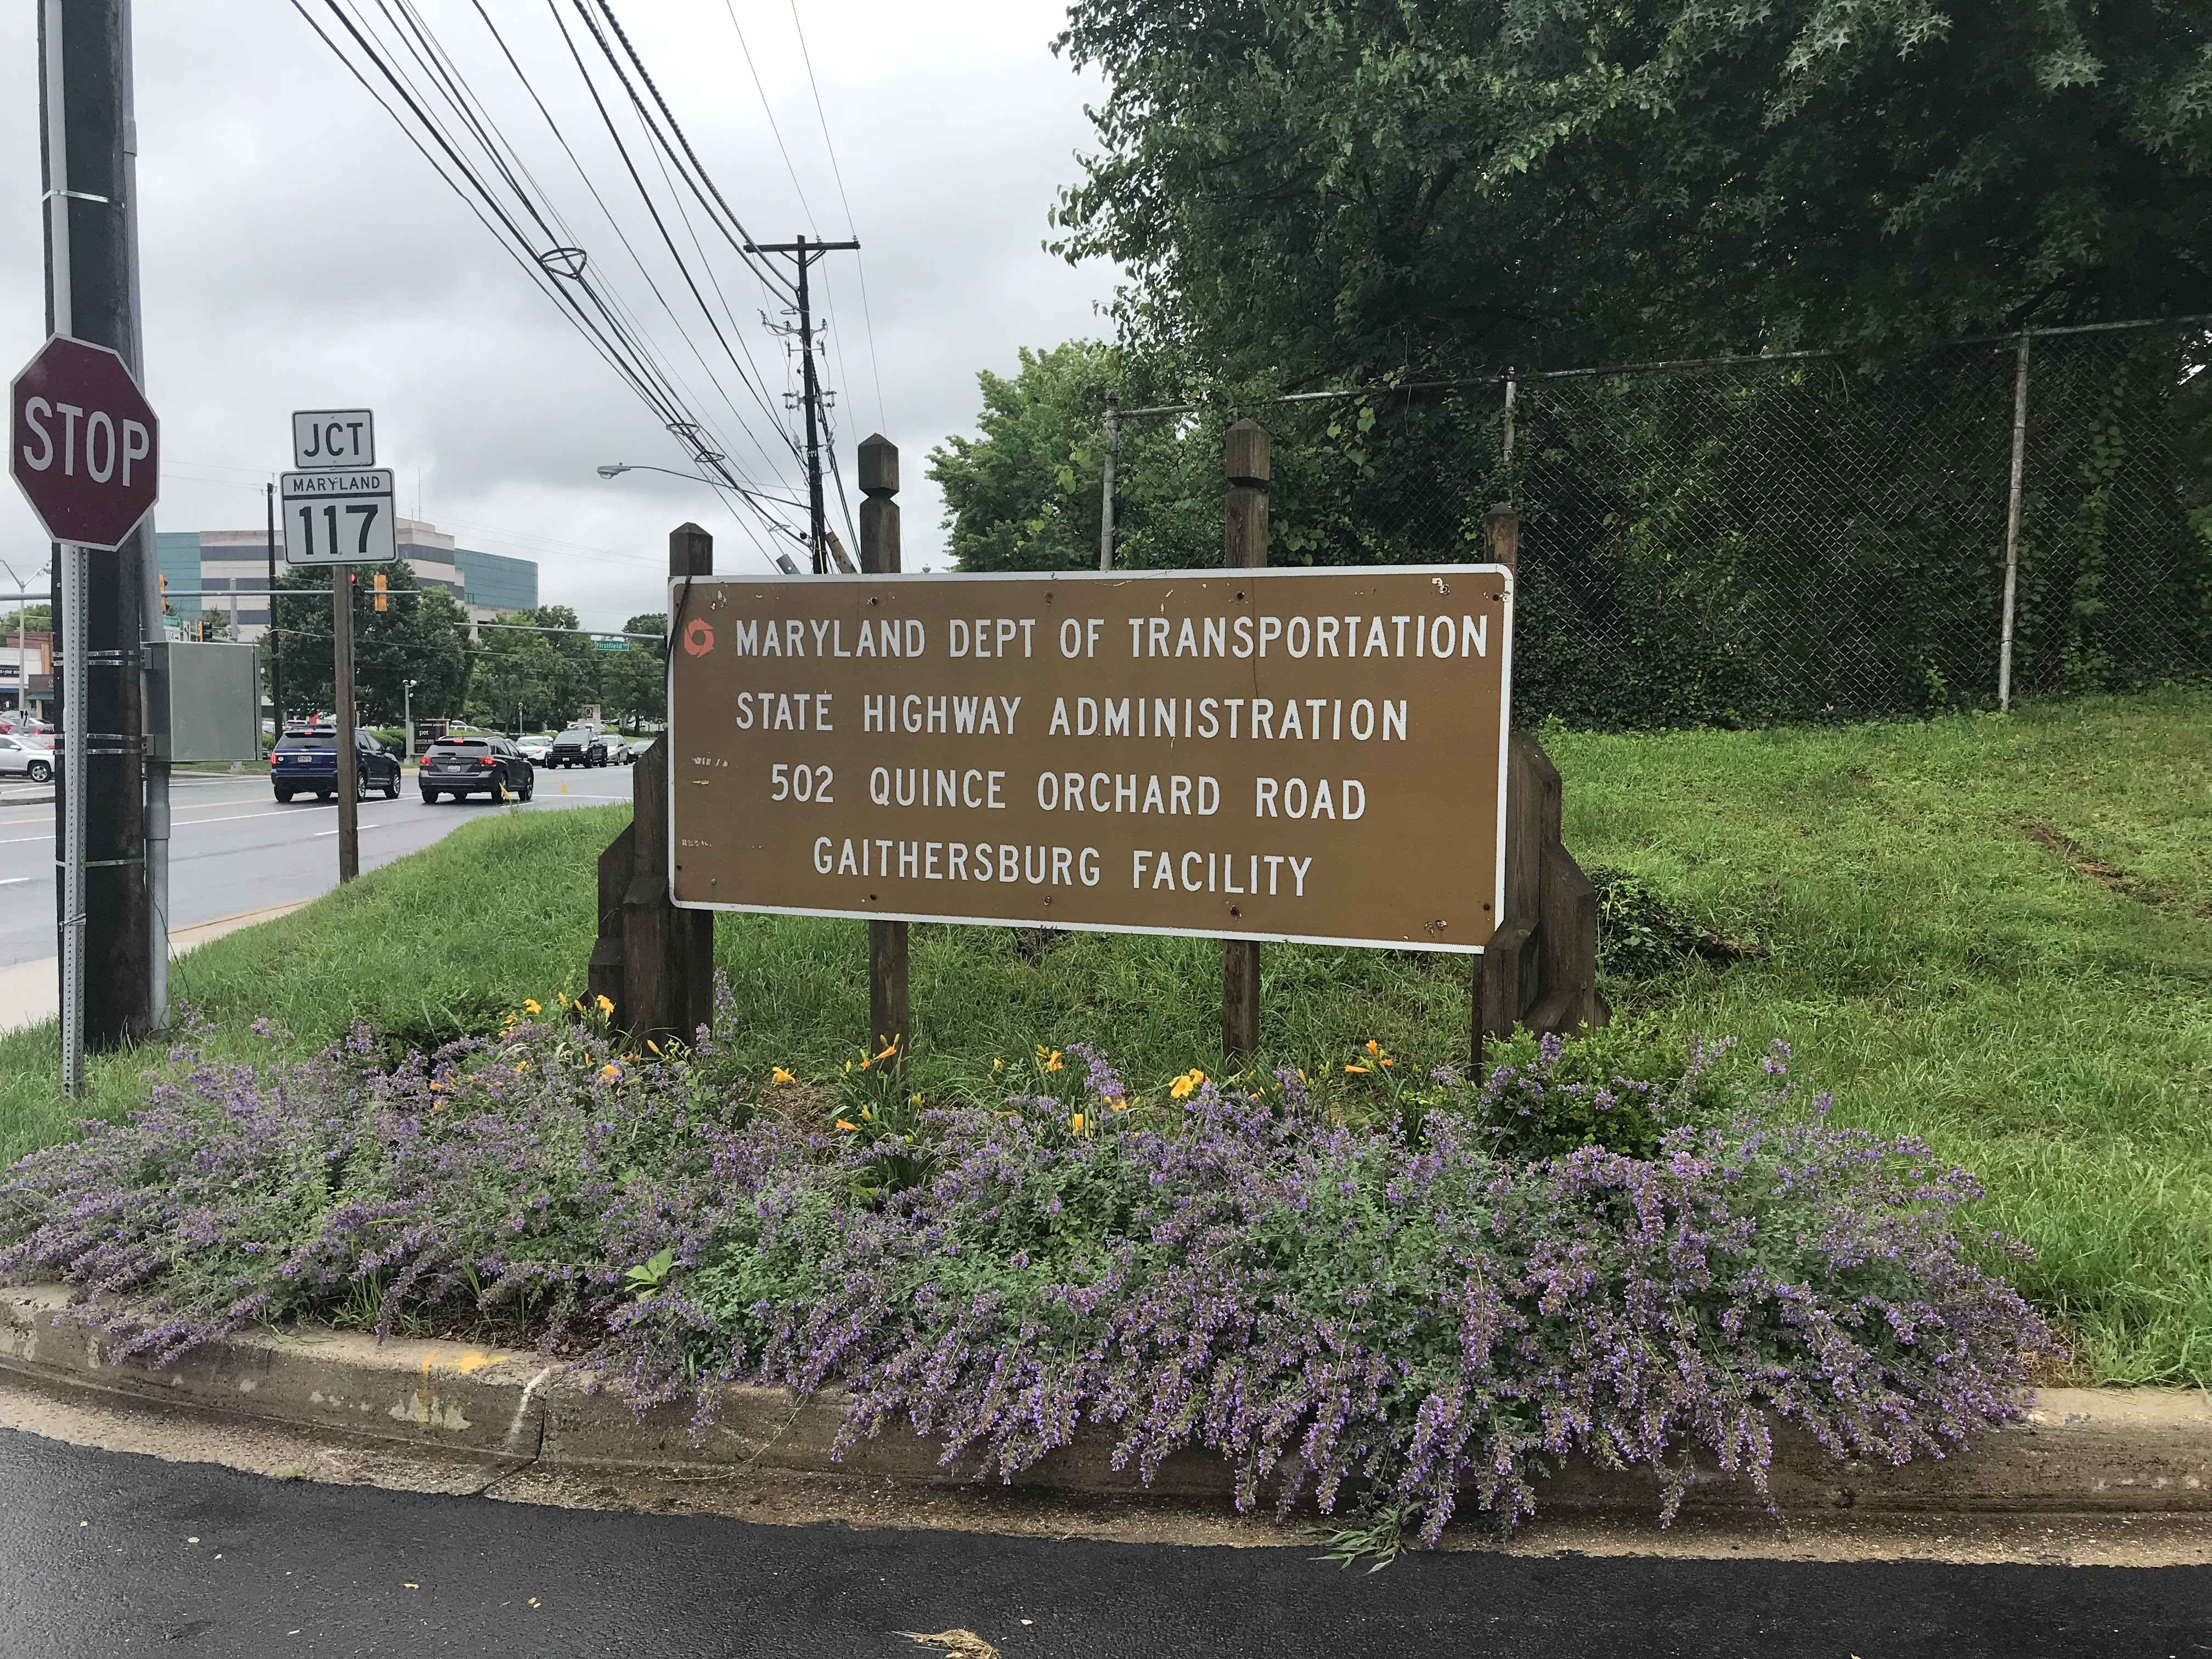 STOP
JCT
MARYLAND
117
Firstfield
MARYLAND DEPT OF TRANSPORTATION
STATE HIGHWAY ADMINISTRATION
502 QUINCE ORCHARD ROAD
GAITHERSBURG FACILITY